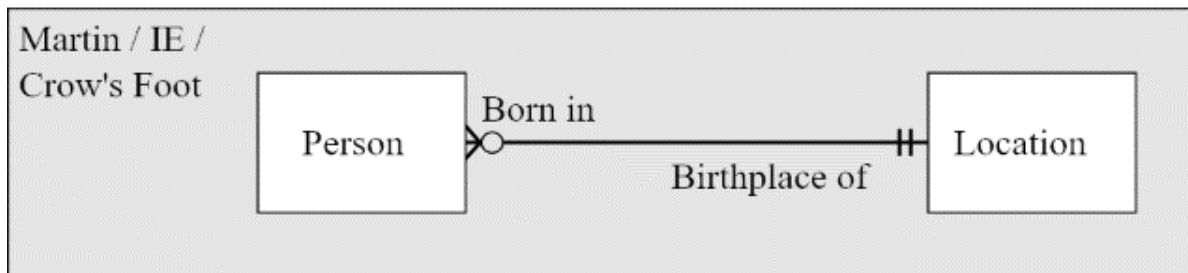 Martin / IE /
Crow's Foot
Person
Born in
Birthplace of
Location